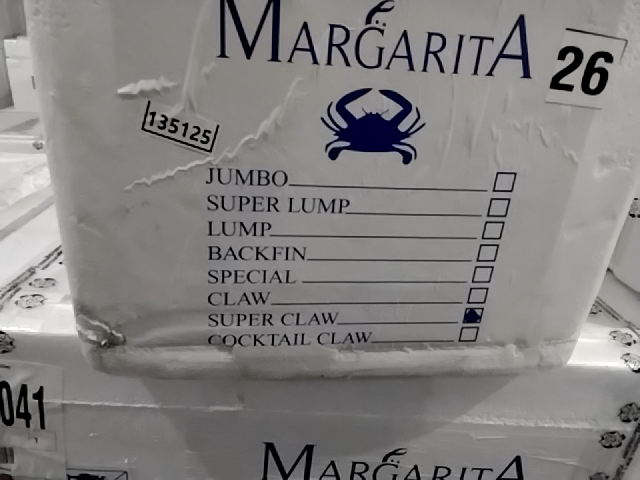 MARGARITA
26
135125
JUMBO
SUPER LUMP
LUMP
BACKFIN
SPECIAL
CLAW
SUPER CLAW
COCKTAIL CLAW
041
MARGARITA